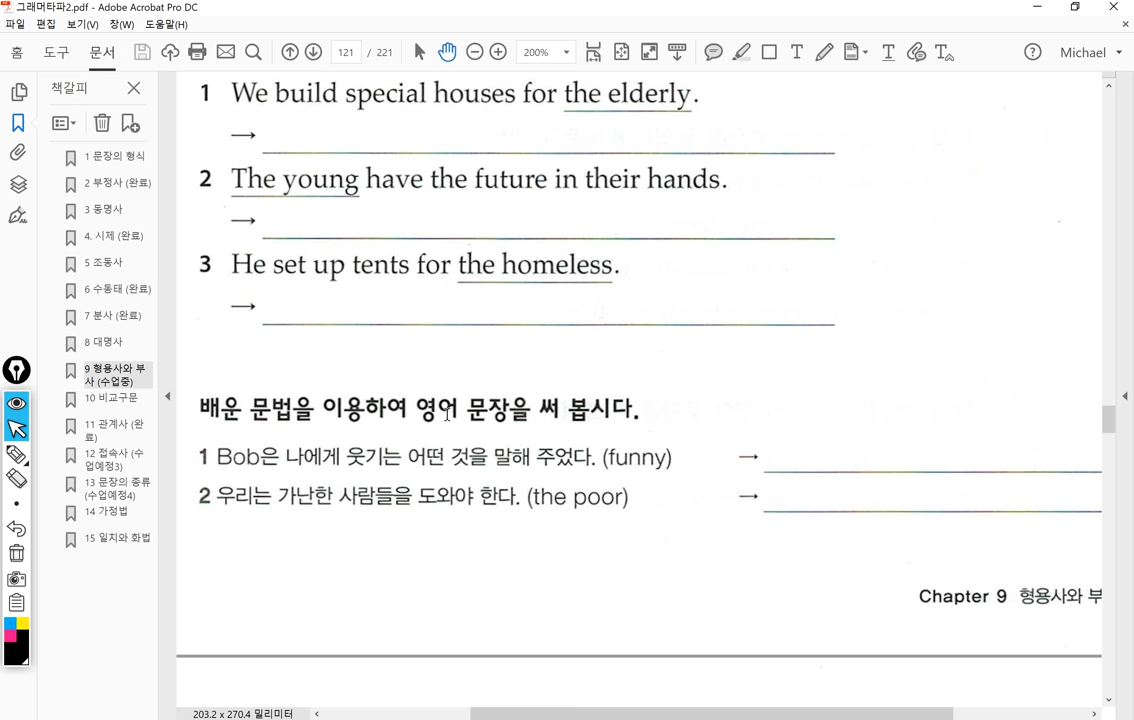 그래머타파2.pdf - Adobe Acrobat Pro DC
파일 편집 보기(V) 창(W) 도움말(H)
홈 도구 문서 121 / 221 200% Michael
책갈피
1 문장의 형식
2 부정사 (완료)
3 동명사
4. 시제 (완료)
5 조동사
6 수동태 (완료)
7 분사 (완료)
8 대명사
9 형용사와 부
사 (수업중)
10 비교구문
11 관계사 (완
료)
12 접속사 (수
업예정3)
13 문장의 종류
(수업예정4)
14 가정법
15 일치와 화법
1 We build special houses for the elderly.
→
2 The young have the future in their hands.
→
3 He set up tents for the homeless.
→
배운 문법을 이용하여 영어 문장을 써 봅시다.
1 Bob은 나에게 웃기는 어떤 것을 말해 주었다. (funny) →
2 우리는 가난한 사람들을 도와야 한다. (the poor) →
Chapter 9 형용사와 부
203.2 x 270.4 밀리미터